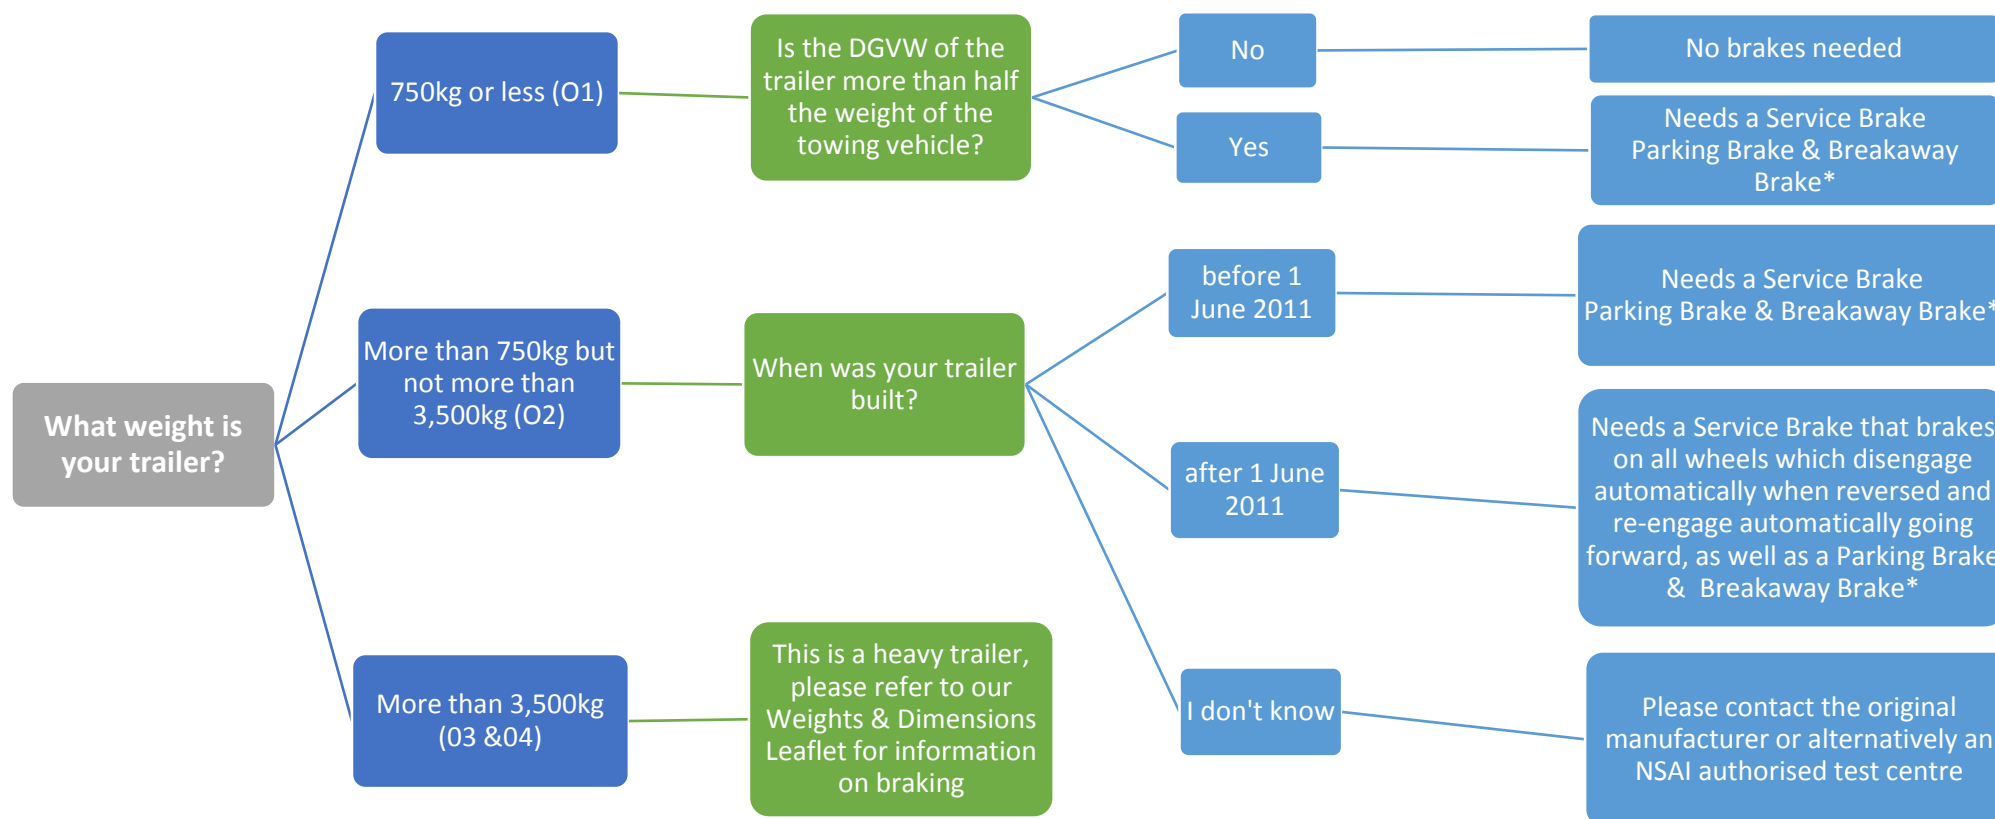 What weight is
your trailer?
750kg or less (O1)
Is the DGVW of the
trailer more than half
the weight of the
towing vehicle?
No
No brakes needed
Yes
Needs a Service Brake
Parking Brake & Breakaway
Brake*
More than 750kg but
not more than
3,500kg (O2)
When was your trailer
built?
before 1
June 2011
Needs a Service Brake
Parking Brake & Breakaway Brake*
after 1 June
2011
Needs a Service Brake that brakes
on all wheels which disengage
automatically when reversed and
re-engage automatically going
forward, as well as a Parking Brake
& Breakaway Brake*
I don't know
Please contact the original
manufacturer or alternatively an
NSAI authorised test centre
More than 3,500kg
(03 &04)
This is a heavy trailer,
please refer to our
Weights & Dimensions
Leaflet for information
on braking